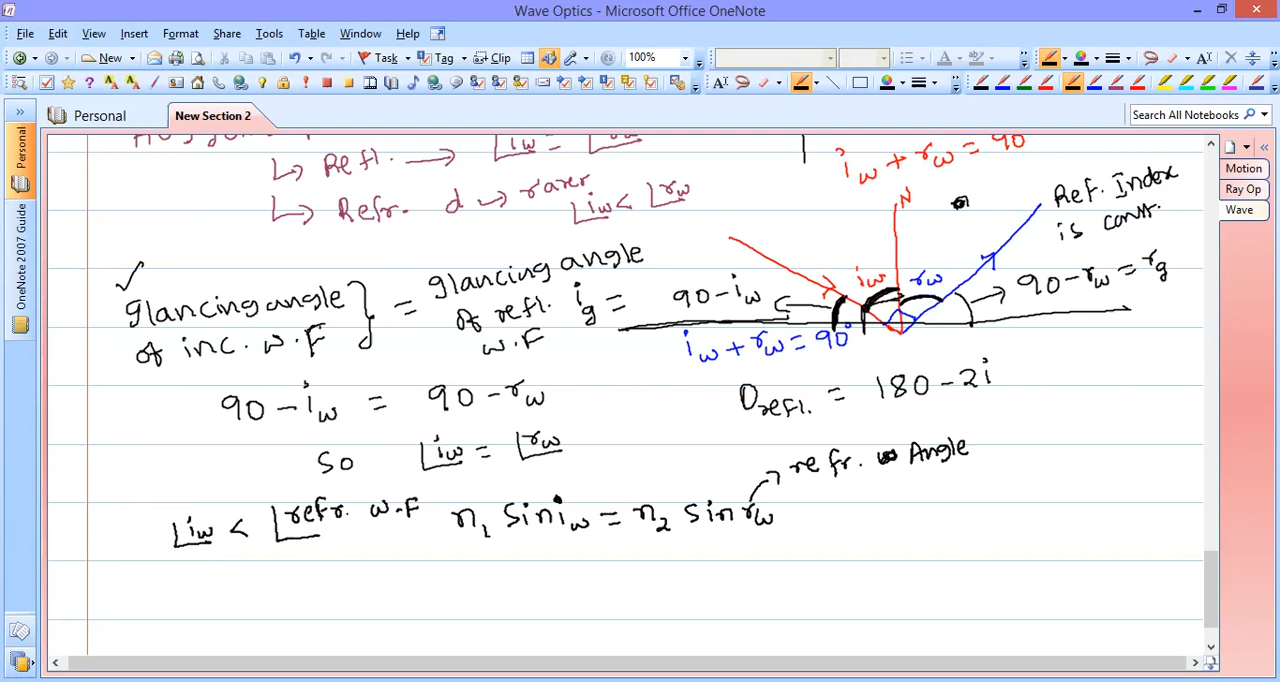 Wave Optics - Microsoft Office OneNote
File Edit View Insert Format Share Tools Table Window Help
New Task Tag Clip 100%
Personal New Section 2 Search All Notebooks
Personal
OneNote 2007 Guide
Motion
Ray Op
Wave
↳ Refl. → ∠iw = ∠rw
↳ Refr. d → rarer ∠iw < ∠rw
iw + rw = 90
N
Ref. Index
is const.
✓
glancing angle } = glancing angle
of inc. W.F of refl. W.F
ig = 90 - iw
iw rw
90 - rw = rg
iw + rw = 90°
90 - iw = 90 - rw
Drefl. = 180 - 2i
So ∠iw = ∠rw
refr. Angle
∠iw < ∠refr. W.F n1 Sin iw = n2 Sin rw